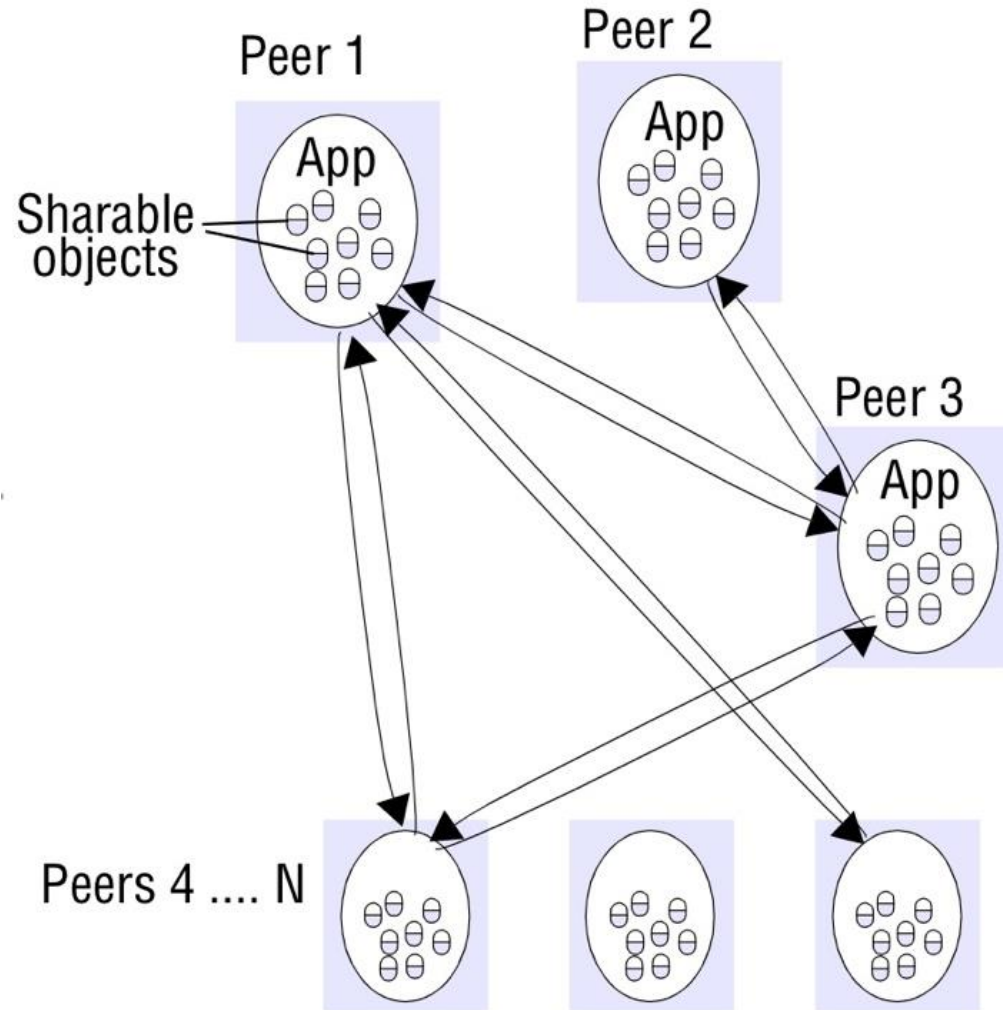 Peer 1
Peer 2
App
App
Sharable
objects
Peer 3
App
Peers 4 .... N